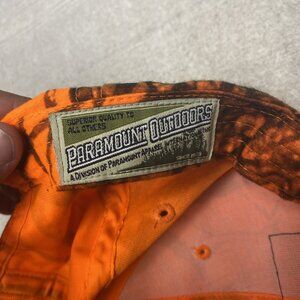 SUPERIOR QUALITY TO
ALL OTHERS
PARAMOUNT OUTDOORS
A DIVISION OF PARAMOUNT APPAREL